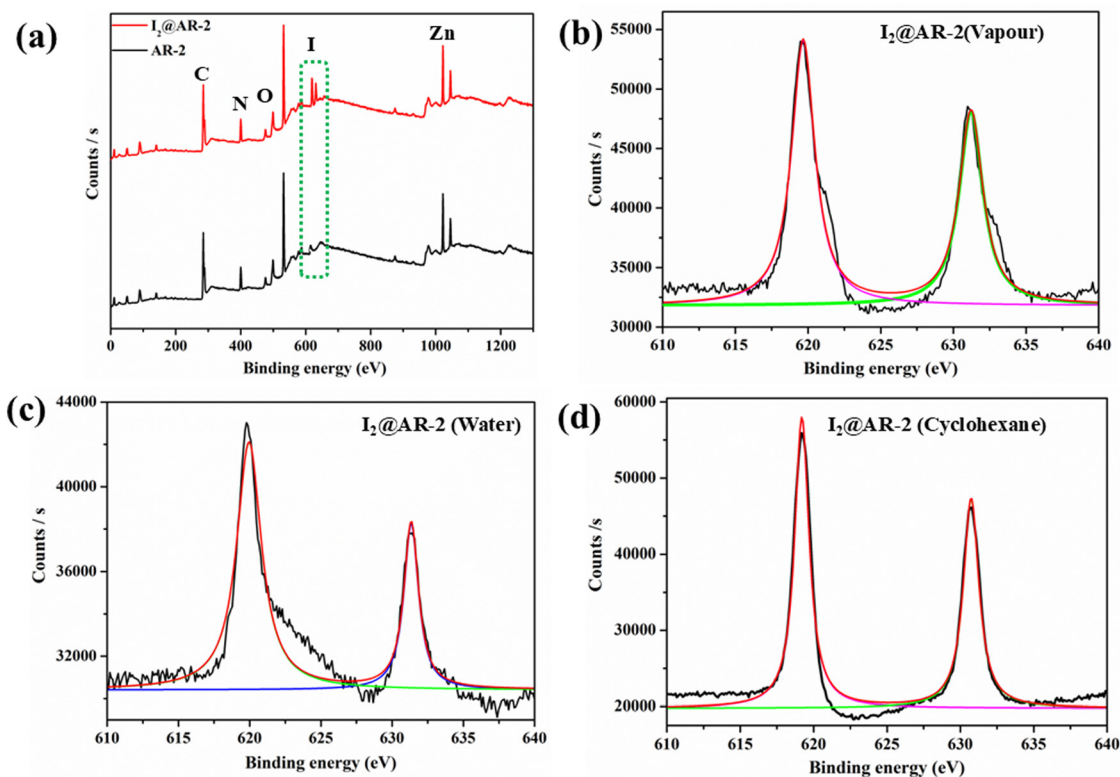 (a)
I₂@AR-2
AR-2
C
N
O
I
Zn
Counts / s
0 200 400 600 800 1000 1200
Binding energy (eV)
(b)
I₂@AR-2(Vapour)
55000
50000
45000
40000
35000
30000
Counts / s
610 615 620 625 630 635 640
Binding energy (eV)
(c)
I₂@AR-2 (Water)
44000
40000
36000
32000
Counts / s
610 615 620 625 630 635 640
Binding energy (eV)
(d)
I₂@AR-2 (Cyclohexane)
60000
50000
40000
30000
20000
Counts / s
610 615 620 625 630 635 640
Binding energy (eV)